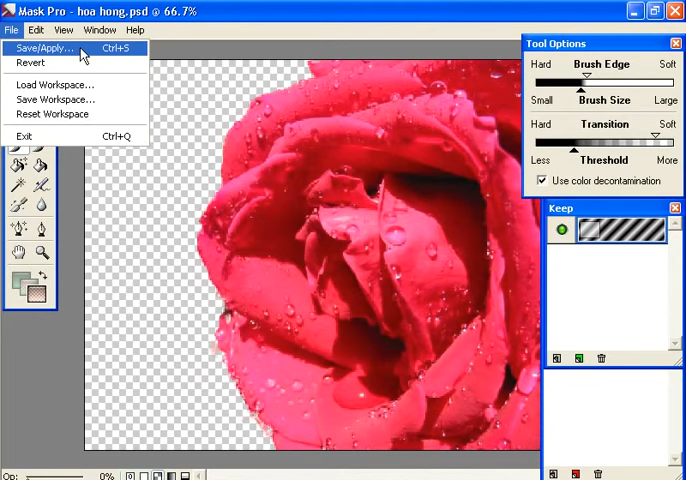 Mask Pro - hoa hong.psd @ 66.7%
File Edit View Window Help
Save/Apply... Ctrl+S
Revert
Load Workspace...
Save Workspace...
Reset Workspace
Exit Ctrl+Q
Tool Options
Hard Brush Edge Soft
Small Brush Size Large
Hard Transition Soft
Less Threshold More
Use color decontamination
Keep
Op: 0%